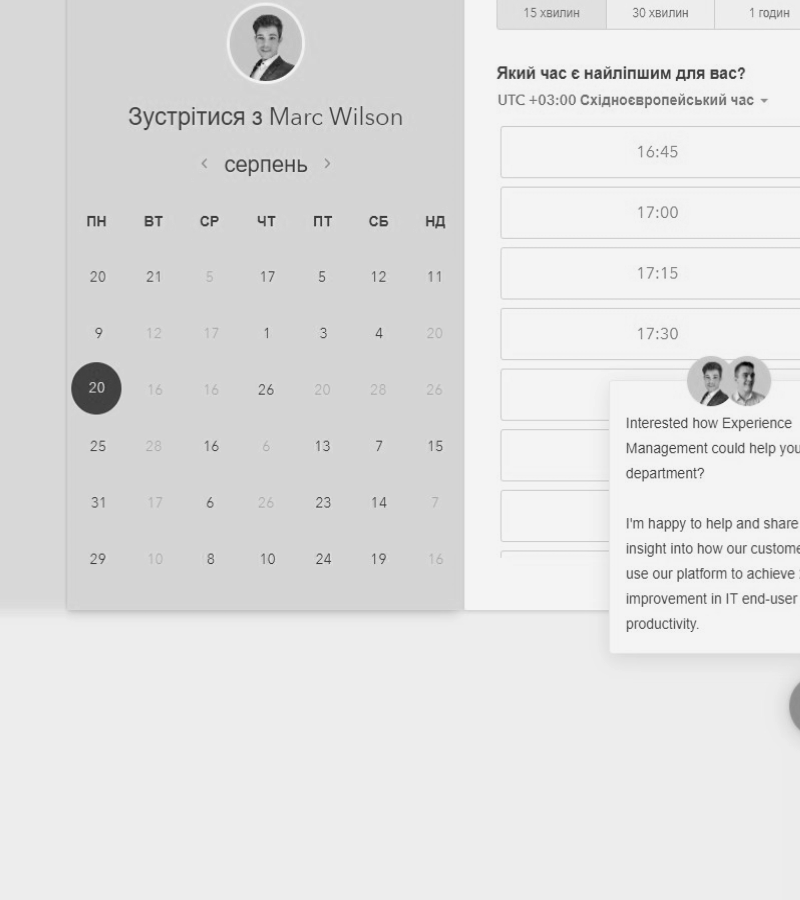 Зустрітися з Marc Wilson
‹ серпень ›
ПН ВТ СР ЧТ ПТ СБ НД
20 21 5 17 5 12 11
9 12 17 1 3 4 20
20 16 16 26 20 28 26
25 28 16 6 13 7 15
31 17 6 26 23 14 7
29 10 8 10 24 19 16
15 хвилин 30 хвилин 1 годин
Який час є найліпшим для вас?
UTC +03:00 Східноєвропейський час
16:45
17:00
17:15
17:30
Interested how Experience
Management could help you
department?
I'm happy to help and share
insight into how our custome
use our platform to achieve
improvement in IT end-user
productivity.